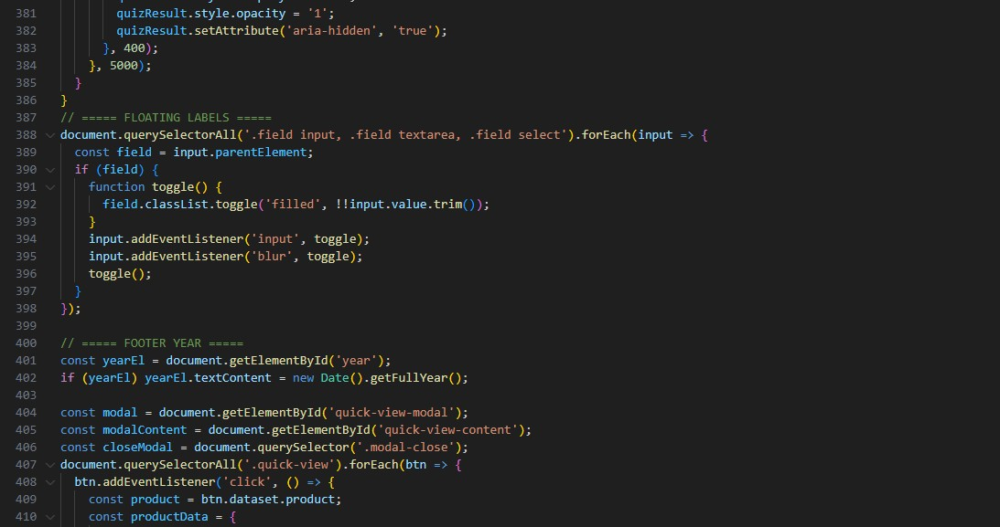 381 quizResult.style.opacity = '1';
382 quizResult.setAttribute('aria-hidden', 'true');
383 }, 400);
384 }, 5000);
385 }
386 }
387 // ===== FLOATING LABELS =====
388 document.querySelectorAll('.field input, .field textarea, .field select').forEach(input => {
389 const field = input.parentElement;
390 if (field) {
391 function toggle() {
392 field.classList.toggle('filled', !!input.value.trim());
393 }
394 input.addEventListener('input', toggle);
395 input.addEventListener('blur', toggle);
396 toggle();
397 }
398 });
399
400 // ===== FOOTER YEAR =====
401 const yearEl = document.getElementById('year');
402 if (yearEl) yearEl.textContent = new Date().getFullYear();
403
404 const modal = document.getElementById('quick-view-modal');
405 const modalContent = document.getElementById('quick-view-content');
406 const closeModal = document.querySelector('.modal-close');
407 document.querySelectorAll('.quick-view').forEach(btn => {
408 btn.addEventListener('click', () => {
409 const product = btn.dataset.product;
410 const productData = {